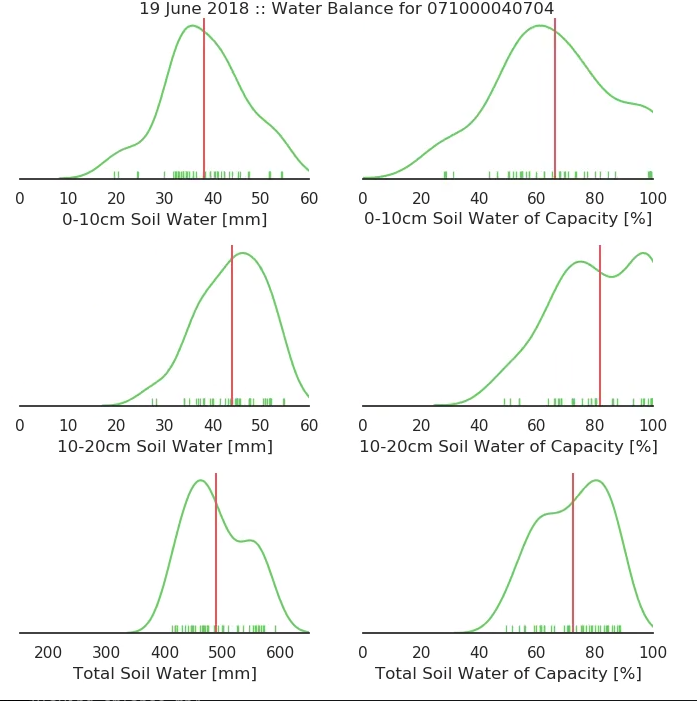 19 June 2018 :: Water Balance for 071000040704
0 10 20 30 40 50 60
0-10cm Soil Water [mm]
0 20 40 60 80 100
0-10cm Soil Water of Capacity [%]
0 10 20 30 40 50 60
10-20cm Soil Water [mm]
0 20 40 60 80 100
10-20cm Soil Water of Capacity [%]
200 300 400 500 600
Total Soil Water [mm]
0 20 40 60 80 100
Total Soil Water of Capacity [%]